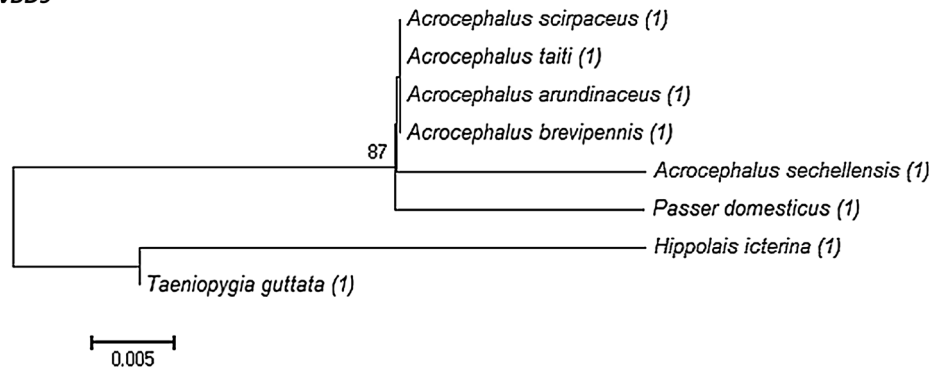 Acrocephalus scirpaceus (1)
Acrocephalus taiti (1)
Acrocephalus arundinaceus (1)
Acrocephalus brevipennis (1)
87
Acrocephalus sechellensis (1)
Passer domesticus (1)
Hippolais icterina (1)
Taeniopygia guttata (1)
0.005